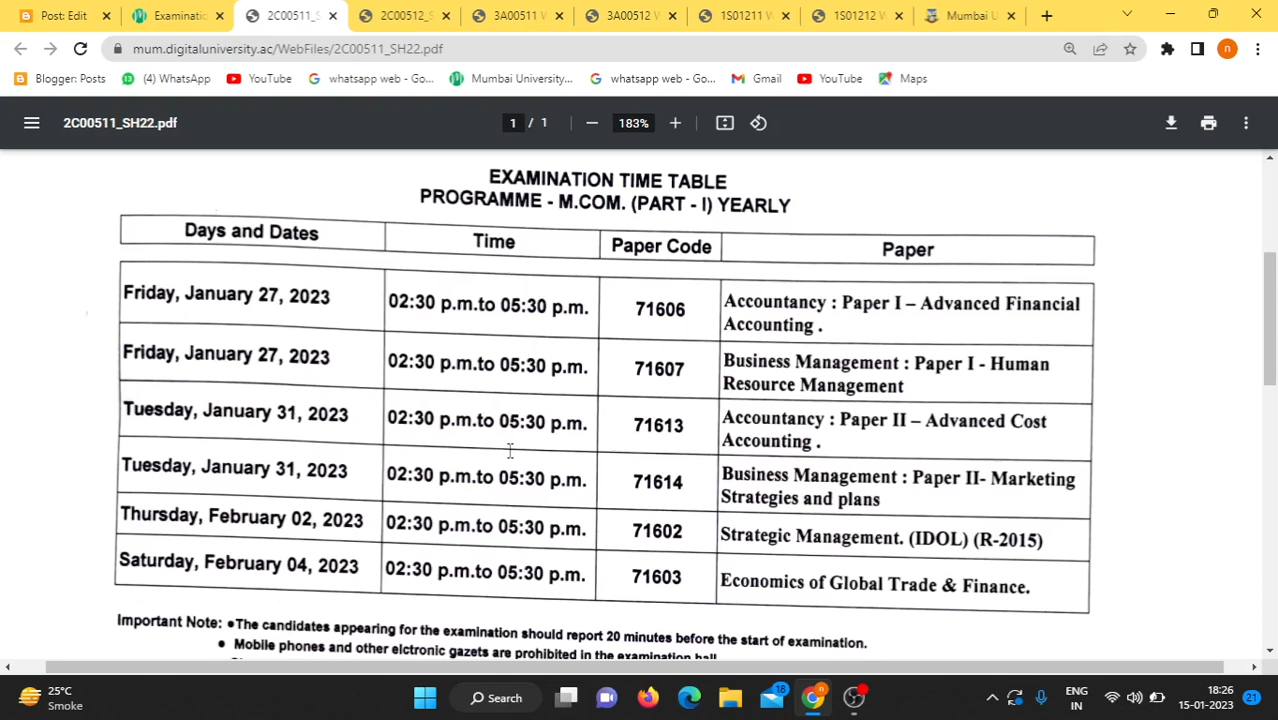 Post: Edit
Examinatio
2C00511_S
2C00512_S
3A00511 W
3A00512 W
1S01211 W
1S01212 W
Mumbai U
mum.digitaluniversity.ac/WebFiles/2C00511_SH22.pdf
n
Blogger: Posts
(4) WhatsApp
YouTube
whatsapp web - Go...
Mumbai University...
whatsapp web - Go...
Gmail
YouTube
Maps
2C00511_SH22.pdf
1 / 1
183%
EXAMINATION TIME TABLE
PROGRAMME - M.COM. (PART - I) YEARLY
Days and Dates Time Paper Code Paper
Friday, January 27, 2023 02:30 p.m.to 05:30 p.m. 71606 Accountancy : Paper I – Advanced Financial
Accounting .
Friday, January 27, 2023 02:30 p.m.to 05:30 p.m. 71607 Business Management : Paper I - Human
Resource Management
Tuesday, January 31, 2023 02:30 p.m.to 05:30 p.m. 71613 Accountancy : Paper II – Advanced Cost
Accounting .
Tuesday, January 31, 2023 02:30 p.m.to 05:30 p.m. 71614 Business Management : Paper II- Marketing
Strategies and plans
Thursday, February 02, 2023 02:30 p.m.to 05:30 p.m. 71602 Strategic Management. (IDOL) (R-2015)
Saturday, February 04, 2023 02:30 p.m.to 05:30 p.m. 71603 Economics of Global Trade & Finance.
Important Note: •The candidates appearing for the examination should report 20 minutes before the start of examination.
• Mobile phones and other elctronic gazets are prohibited in the examination hall
25°C
Smoke
Search
18
n
ENG
IN
18:26
15-01-2023
21